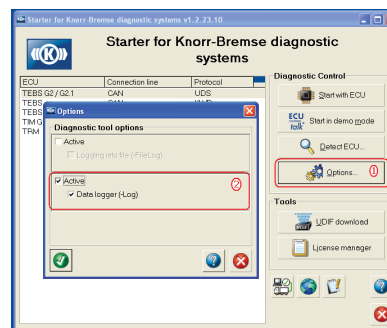 Starter for Knorr-Bremse diagnostic systems v1.2.23.10
Starter for Knorr-Bremse diagnostic
systems
ECU Connection line Protocol
TEBS G2 / G2.1 CAN UDS
TEBS CAN
TEBS
TIM G
TRM
Options
Diagnostic tool options
Active
Logging into file (-FileLog)
Active
Data logger (-Log)
2
Diagnostic Control
Start with ECU
ECU talk Start in demo mode
Detect ECU...
Options... 1
Tools
UDIF download
License manager